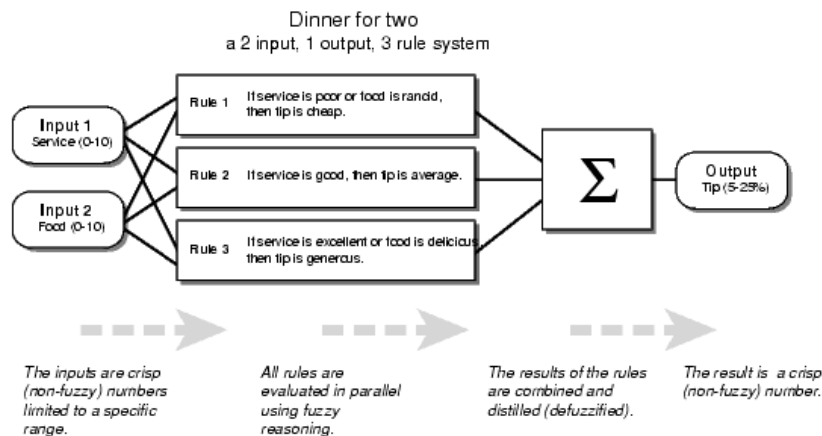 Dinner for two
a 2 input, 1 output, 3 rule system
Input 1
Service (0-10)
Input 2
Food (0-10)
Rule 1 If service is poor or food is rancid,
then tip is cheap.
Rule 2 If service is good, then tip is average.
Rule 3 If service is excellent or food is delicious
then tip is generous.
Σ
Output
Tip (5-25%)
The inputs are crisp
(non-fuzzy) numbers
limited to a specific
range.
All rules are
evaluated in parallel
using fuzzy
reasoning.
The results of the rules
are combined and
distilled (defuzzified).
The result is a crisp
(non-fuzzy) number.